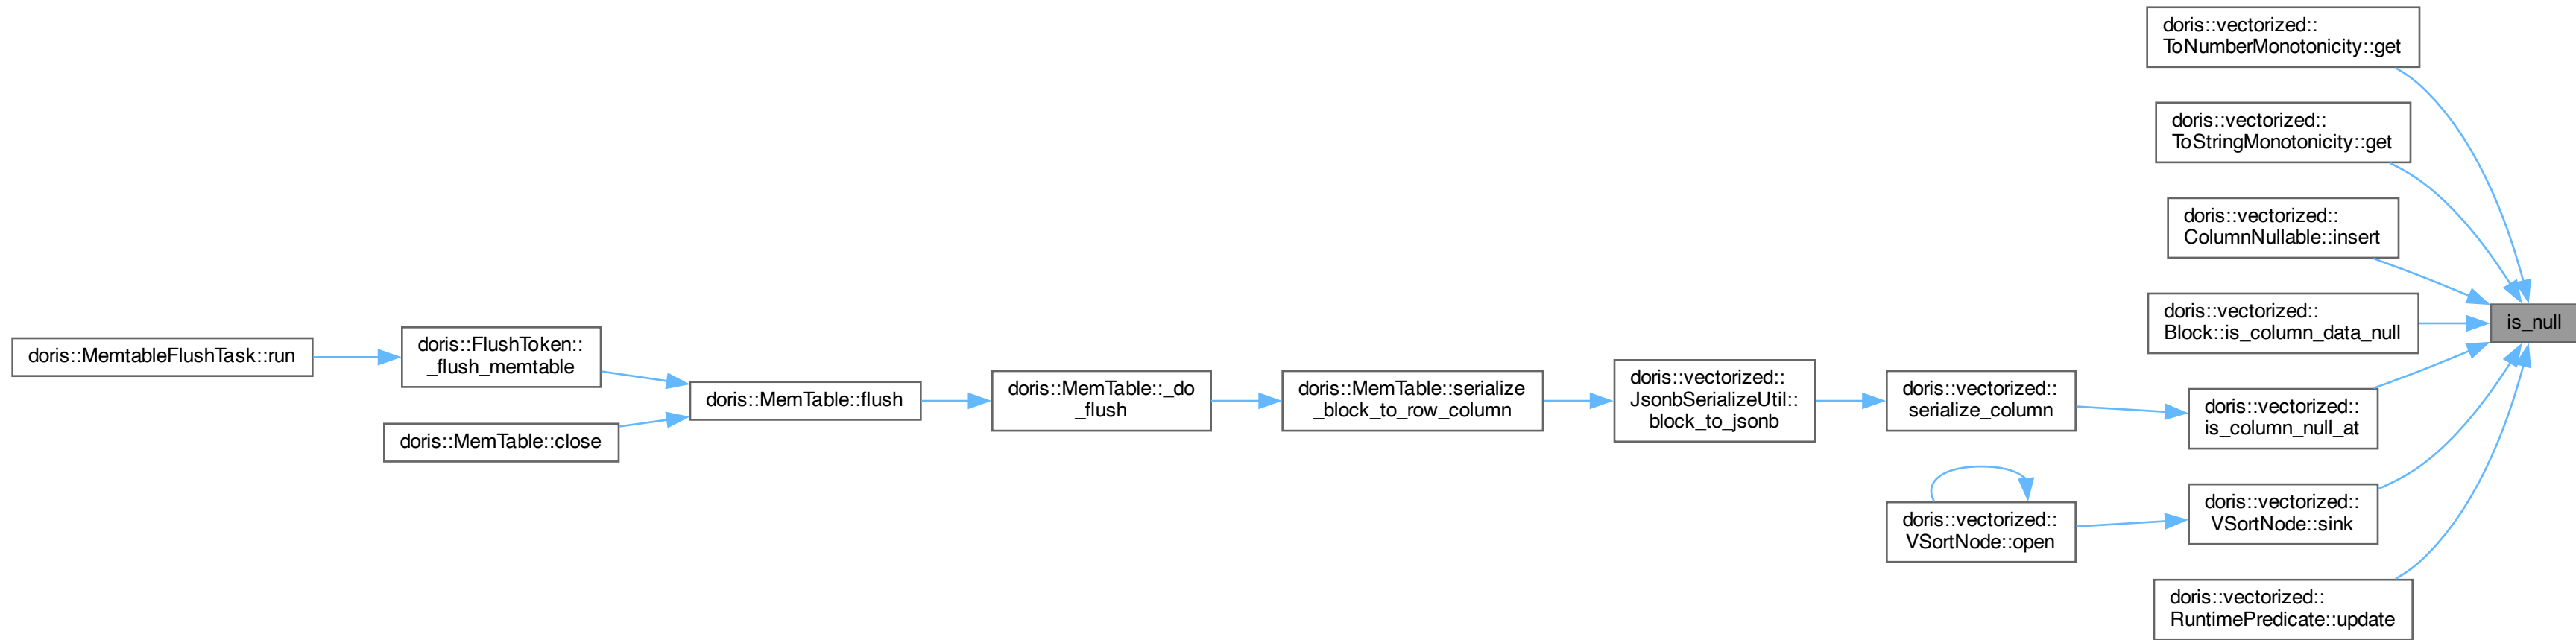 doris::vectorized::
ToNumberMonotonicity::get
doris::vectorized::
ToStringMonotonicity::get
doris::vectorized::
ColumnNullable::insert
doris::vectorized::
Block::is_column_data_null
is_null
doris::MemtableFlushTask::run
doris::FlushToken::
_flush_memtable
doris::MemTable::close
doris::MemTable::flush
doris::MemTable::_do
_flush
doris::MemTable::serialize
_block_to_row_column
doris::vectorized::
JsonbSerializeUtil::
block_to_jsonb
doris::vectorized::
serialize_column
doris::vectorized::
is_column_null_at
doris::vectorized::
VSortNode::open
doris::vectorized::
VSortNode::sink
doris::vectorized::
RuntimePredicate::update